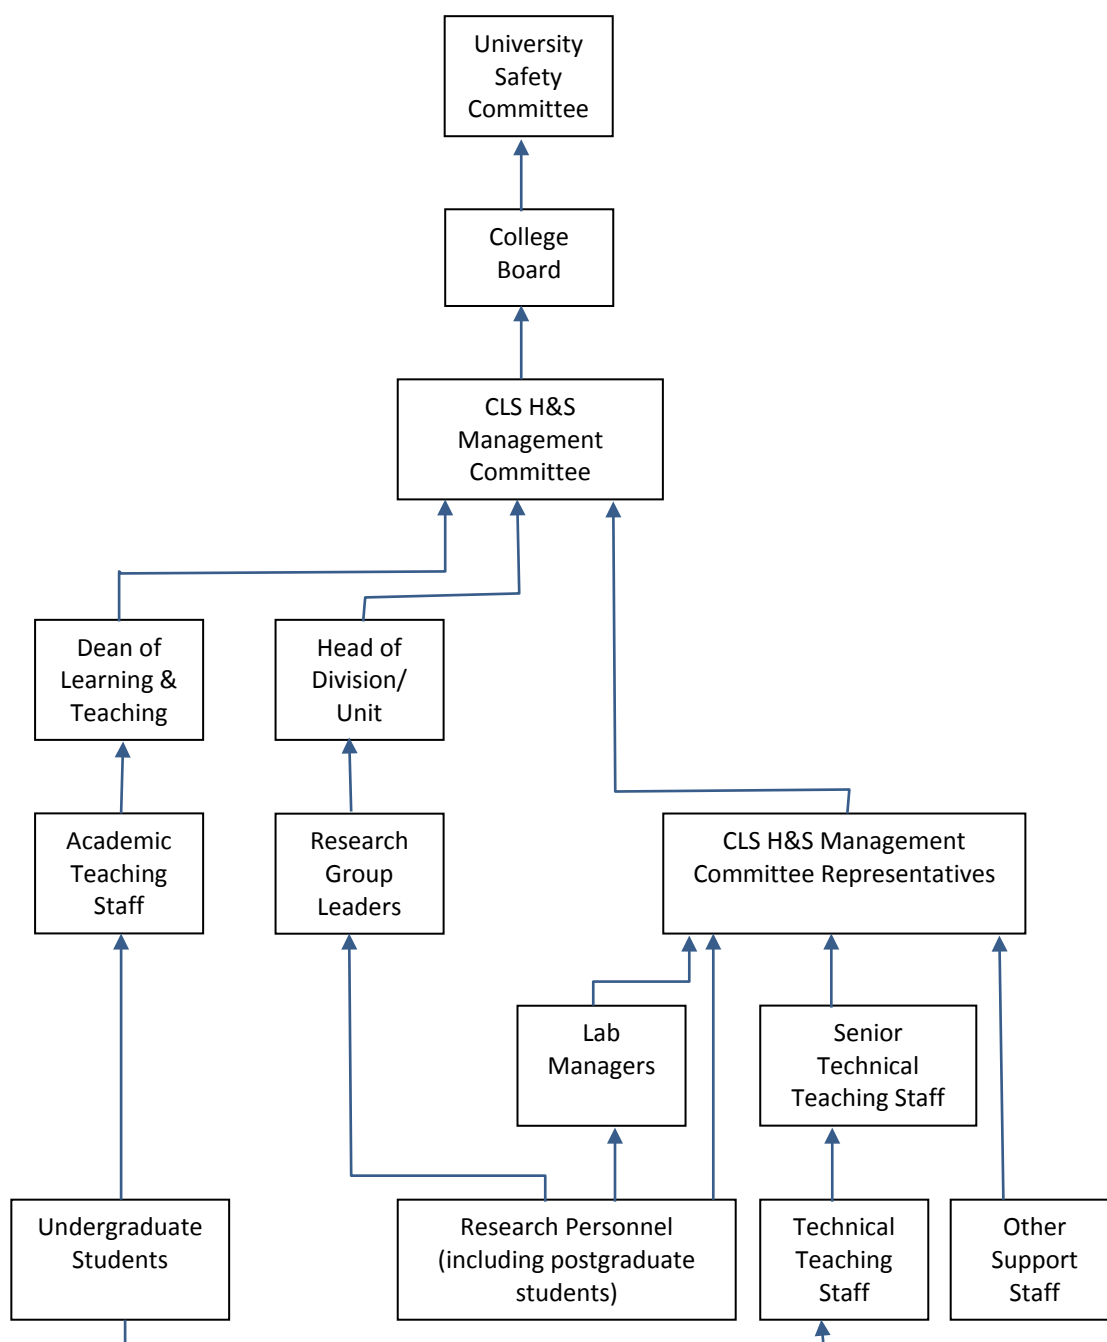 University
Safety
Committee
College
Board
CLS H&S
Management
Committee
Dean of
Learning &
Teaching
Head of
Division/
Unit
Academic
Teaching
Staff
Research
Group
Leaders
CLS H&S Management
Committee Representatives
Lab
Managers
Senior
Technical
Teaching Staff
Undergraduate
Students
Research Personnel
(including postgraduate
students)
Technical
Teaching
Staff
Other
Support
Staff